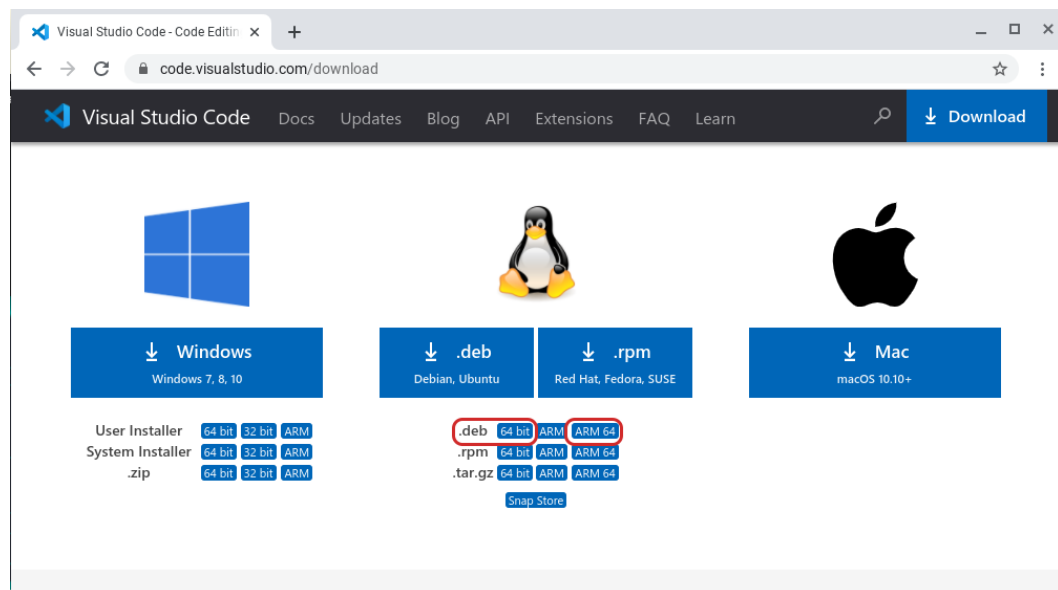 Visual Studio Code - Code Editin
code.visualstudio.com/download
Visual Studio Code Docs Updates Blog API Extensions FAQ Learn Download
Windows
Windows 7, 8, 10
.deb
Debian, Ubuntu
.rpm
Red Hat, Fedora, SUSE
Mac
macOS 10.10+
User Installer 64 bit 32 bit ARM
System Installer 64 bit 32 bit ARM
.zip 64 bit 32 bit ARM
.deb 64 bit ARM ARM 64
.rpm 64 bit ARM ARM 64
.tar.gz 64 bit ARM ARM 64
Snap Store